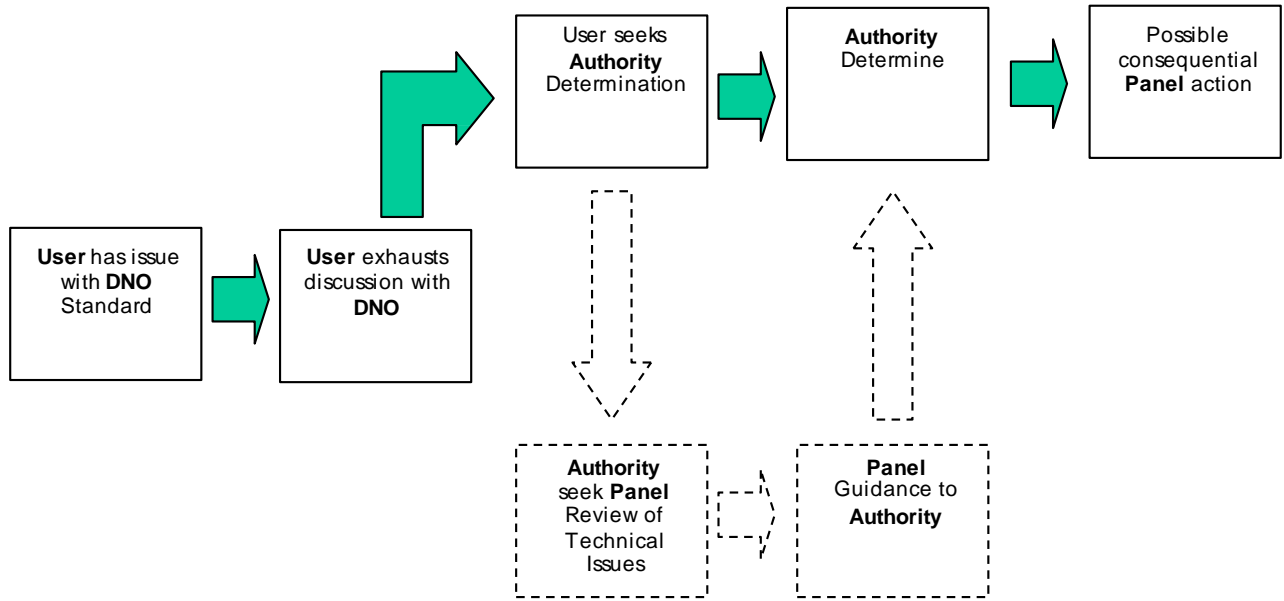 User has issue
with DNO
Standard
User exhausts
discussion with
DNO
User seeks
Authority
Determination
Authority
Determine
Possible
consequential
Panel action
Authority
seek Panel
Review of
Technical
Issues
Panel
Guidance to
Authority